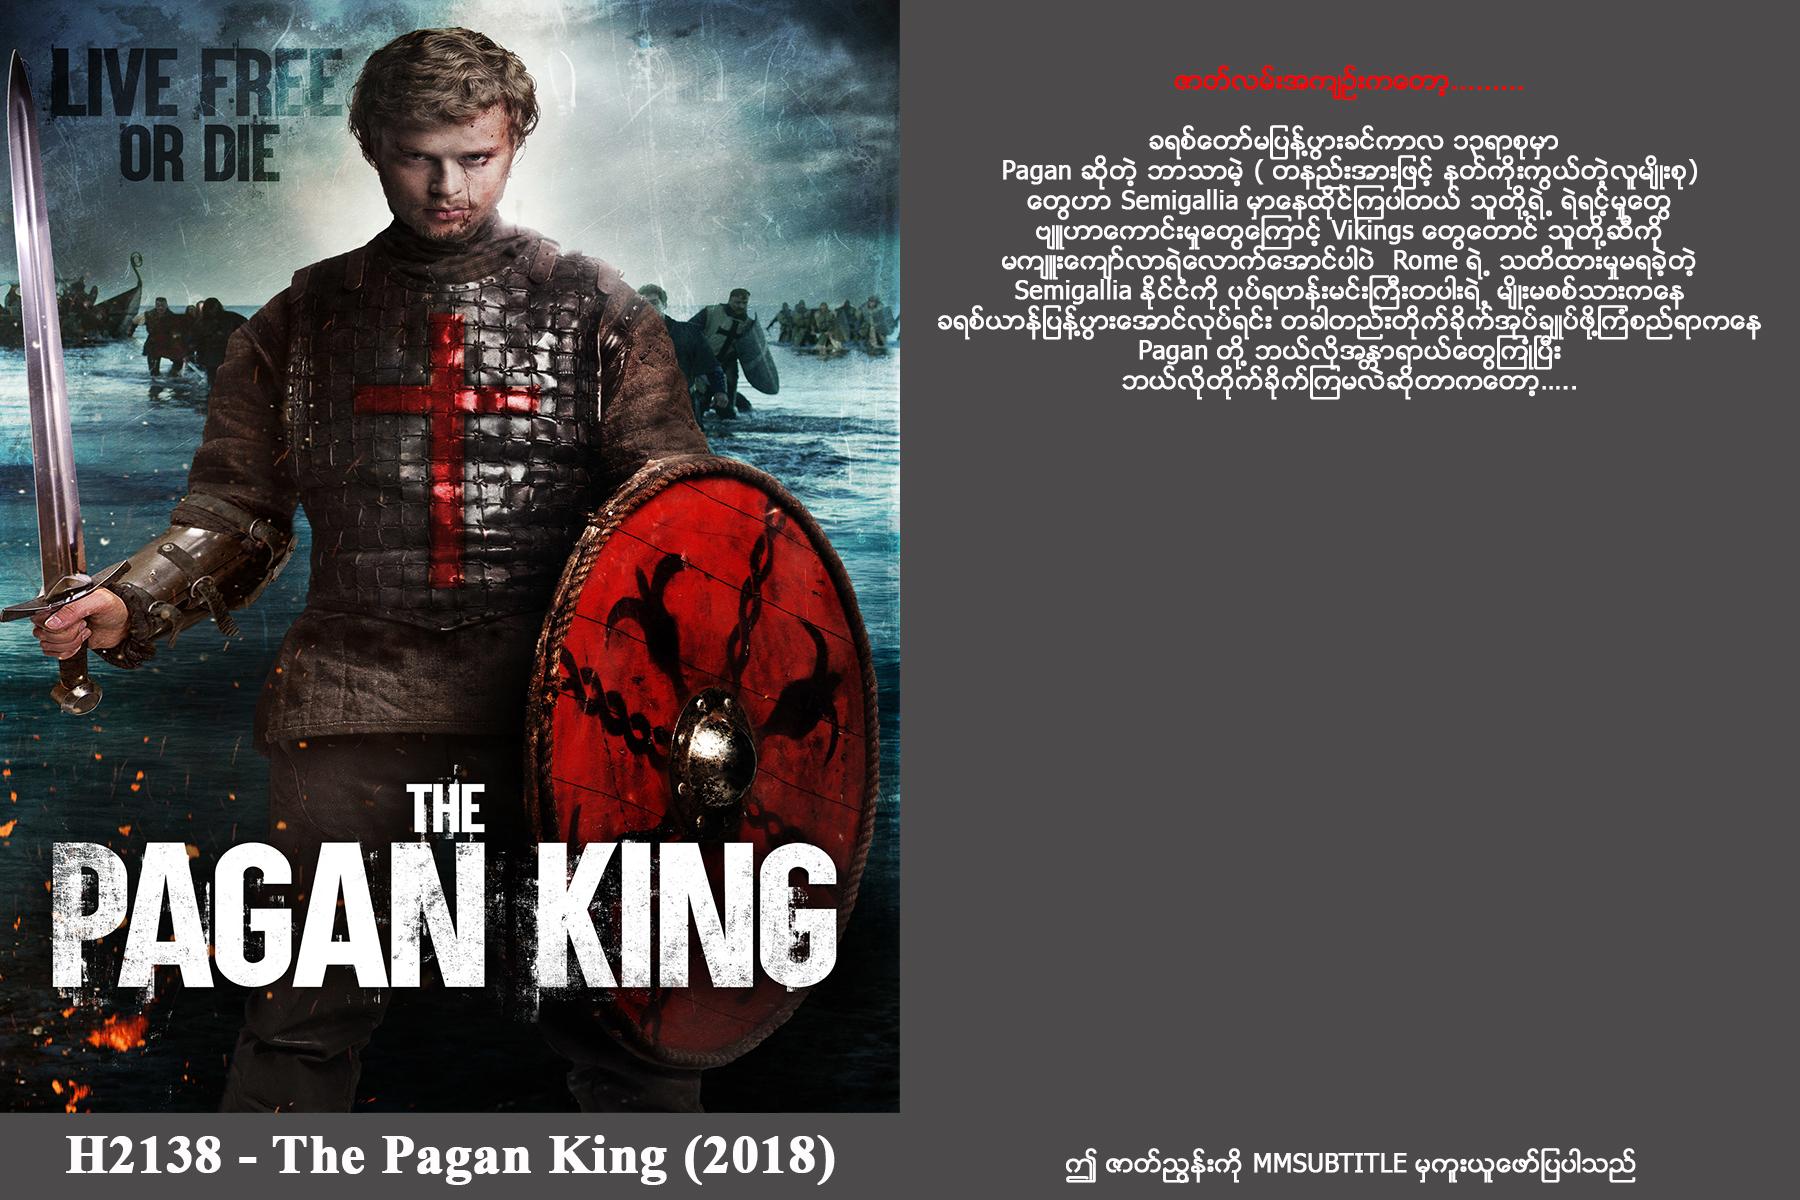 LIVE FREE
OR DIE
THE
PAGAN KING
H2138 - The Pagan King (2018)
ဇာတ်လမ်းအကျဉ်းကတော့.........
ခရစ်တော်မပြန့်ပွားခင်ကာလ ၁၃ရာစုမှာ
Pagan ဆိုတဲ့ ဘာသာမဲ့ ( တနည်းအားဖြင့် နတ်ကိုးကွယ်တဲ့လူမျိုးစု)
တွေဟာ Semigallia မှာနေထိုင်ကြပါတယ် သူတို့ရဲ့ ရဲရင့်မှုတွေ
ဗျူဟာကောင်းမှုတွေကြောင့် Vikings တွေတောင် သူတို့ဆီကို
မကျူးကျော်လာရဲလောက်အောင်ပါပဲ Rome ရဲ့ သတိထားမှုမရခဲ့တဲ့
Semigallia နိုင်ငံကို ပုပ်ရဟန်းမင်းကြီးတပါးရဲ့ မျိုးမစစ်သားကနေ
ခရစ်ယာန်ပြန့်ပွားအောင်လုပ်ရင်း တခါတည်းတိုက်ခိုက်အုပ်ချုပ်ဖို့ကြံစည်ရာကနေ
Pagan တို့ ဘယ်လိုအန္တာရာယ်တွေကြုံပြီး
ဘယ်လိုတိုက်ခိုက်ကြမလဲဆိုတာကတော့.....
ဤ ဇာတ်ညွှန်းကို MMSUBTITLE မှကူးယူဖော်ပြပါသည်